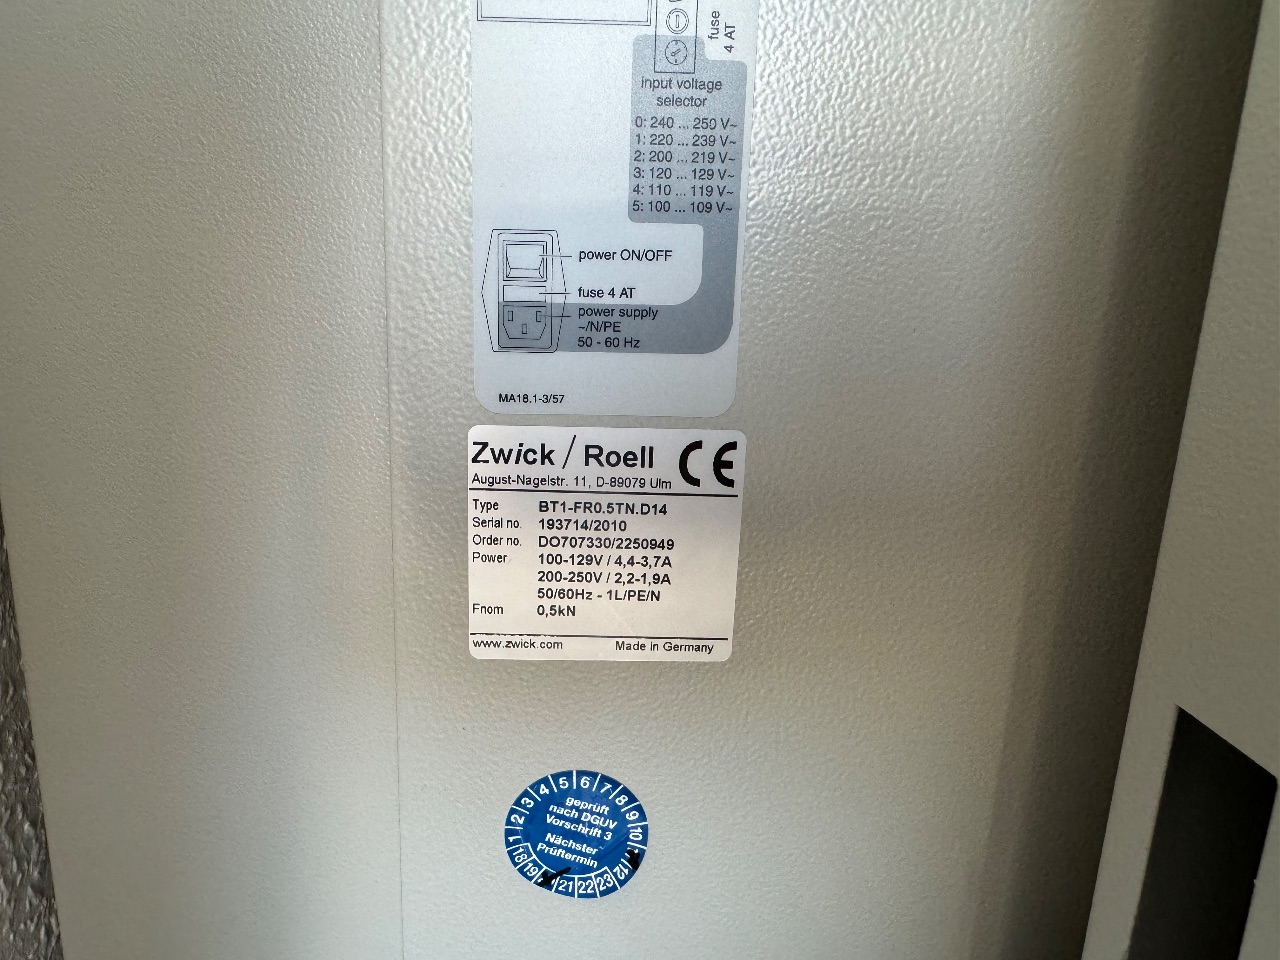 fuse
4 AT
input voltage
selector
0: 240 ... 250 V~
1: 220 ... 239 V~
2: 200 ... 219 V~
3: 120 ... 129 V~
4: 110 ... 119 V~
5: 100 ... 109 V~
power ON/OFF
fuse 4 AT
power supply
~/N/PE
50 - 60 Hz
MA18.1-3/57
Zwick / Roell CE
August-Nagelstr. 11, D-89079 Ulm
Type BT1-FR0.5TN.D14
Serial no. 193714/2010
Order no. DO707330/2250949
Power 100-129V / 4,4-3,7A
200-250V / 2,2-1,9A
50/60Hz - 1L/PE/N
Fnom 0,5kN
www.zwick.com Made in Germany
1 2 3 4 5 6 7 8 9 10 12
geprüft
nach DGUV
Vorschrift 3
Nächster
Prüftermin
18 19 21 22 23